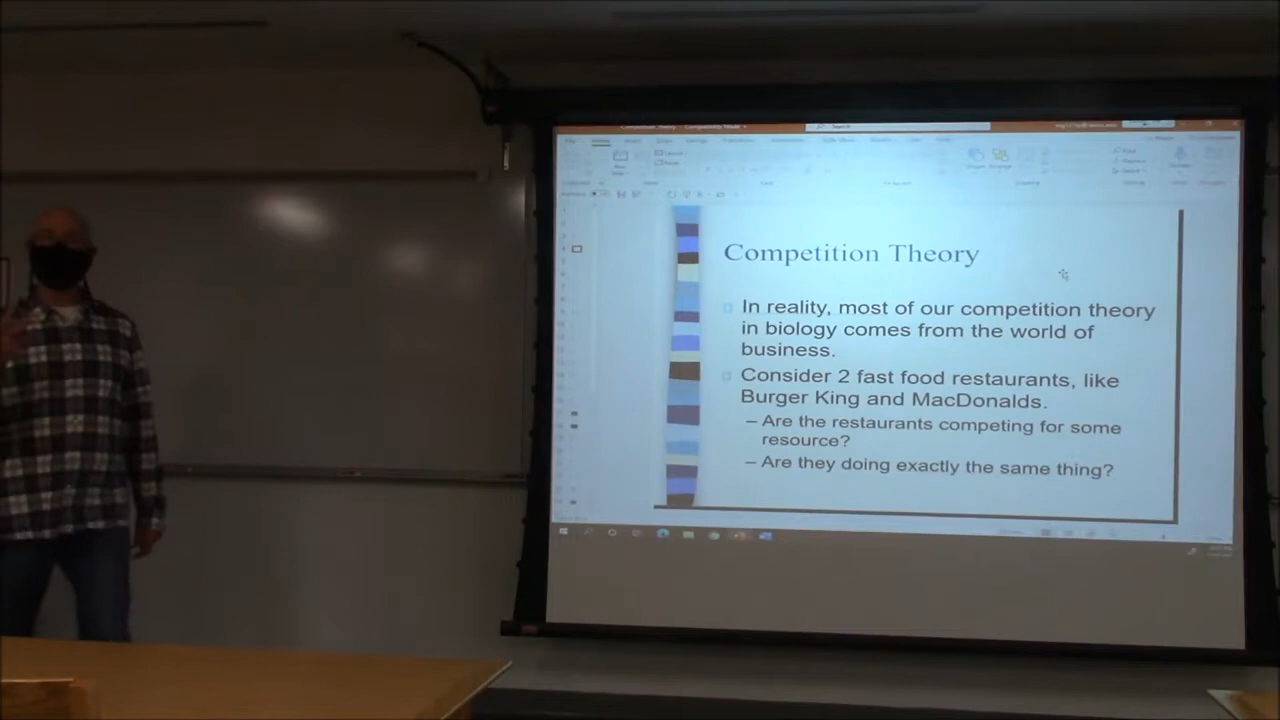 Search
Competition Theory
In reality, most of our competition theory
in biology comes from the world of
business.
Consider 2 fast food restaurants, like
Burger King and MacDonalds.
– Are the restaurants competing for some
resource?
– Are they doing exactly the same thing?